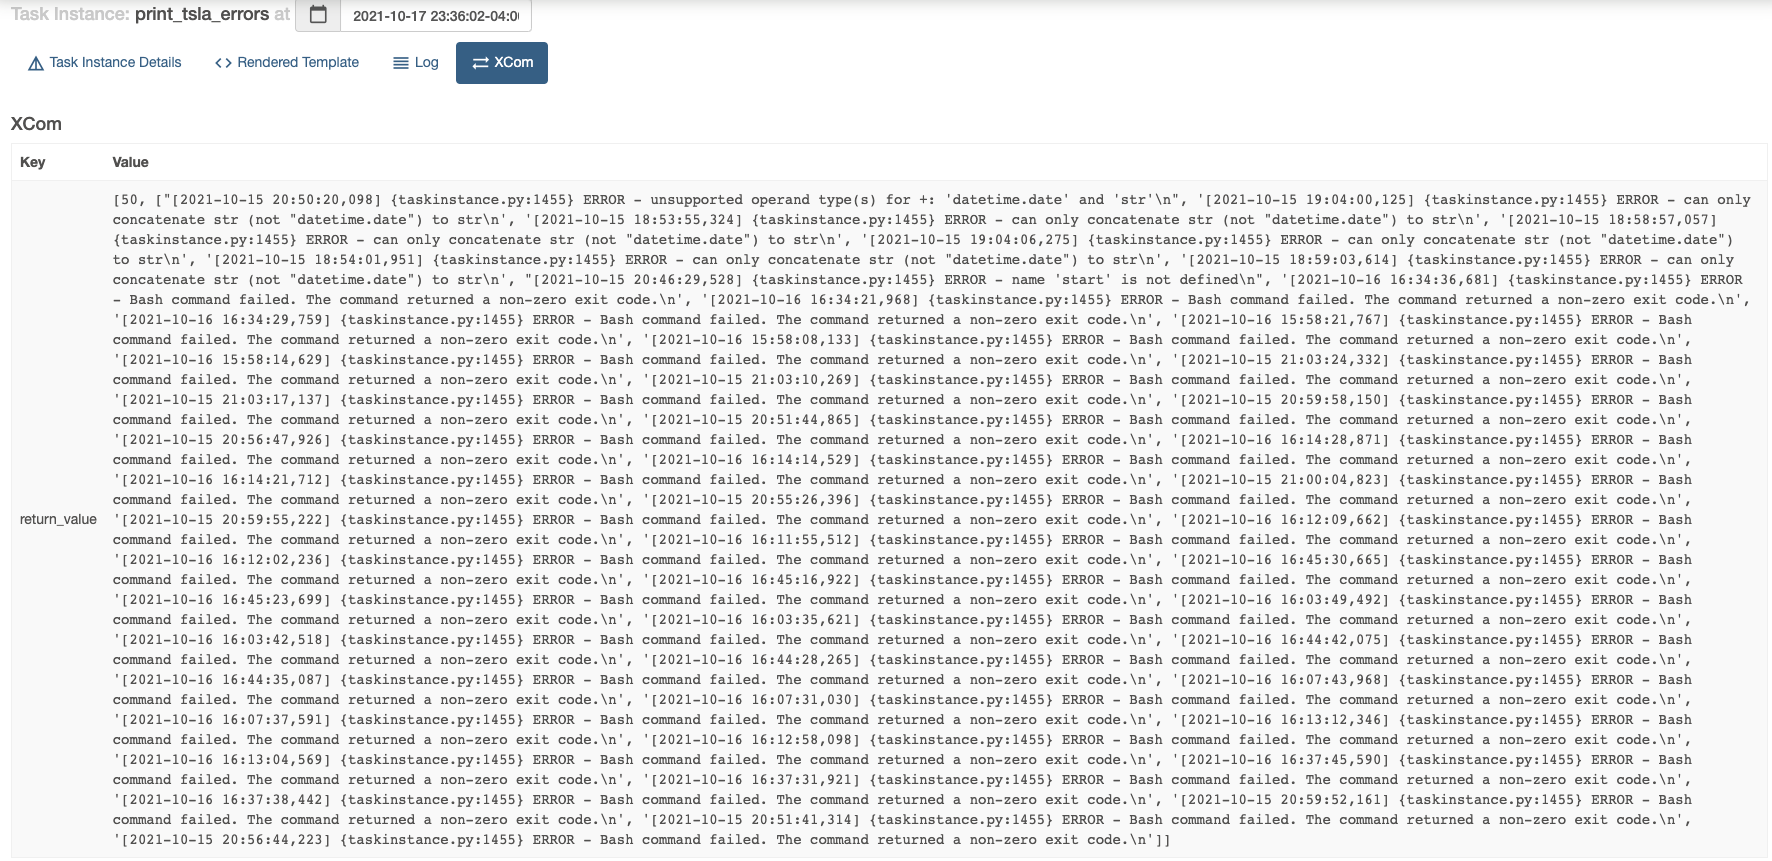 Task Instance: print_tsla_errors at 2021-10-17 23:36:02-04:0
Task Instance Details Rendered Template Log XCom
XCom
Key Value
[50, ["[2021-10-15 20:50:20,098] {taskinstance.py:1455} ERROR - unsupported operand type(s) for +: 'datetime.date' and 'str'\n", '[2021-10-15 19:04:00,125] {taskinstance.py:1455} ERROR - can only
concatenate str (not "datetime.date") to str\n', '[2021-10-15 18:53:55,324] {taskinstance.py:1455} ERROR - can only concatenate str (not "datetime.date") to str\n', '[2021-10-15 18:58:57,057]
{taskinstance.py:1455} ERROR - can only concatenate str (not "datetime.date") to str\n', '[2021-10-15 19:04:06,275] {taskinstance.py:1455} ERROR - can only concatenate str (not "datetime.date")
to str\n', '[2021-10-15 18:54:01,951] {taskinstance.py:1455} ERROR - can only concatenate str (not "datetime.date") to str\n', '[2021-10-15 18:59:03,614] {taskinstance.py:1455} ERROR - can only
concatenate str (not "datetime.date") to str\n', "[2021-10-15 20:46:29,528] {taskinstance.py:1455} ERROR - name 'start' is not defined\n", '[2021-10-16 16:34:36,681] {taskinstance.py:1455} ERROR
- Bash command failed. The command returned a non-zero exit code.\n', '[2021-10-16 16:34:21,968] {taskinstance.py:1455} ERROR - Bash command failed. The command returned a non-zero exit code.\n',
'[2021-10-16 16:34:29,759] {taskinstance.py:1455} ERROR - Bash command failed. The command returned a non-zero exit code.\n', '[2021-10-16 15:58:21,767] {taskinstance.py:1455} ERROR - Bash
command failed. The command returned a non-zero exit code.\n', '[2021-10-16 15:58:08,133] {taskinstance.py:1455} ERROR - Bash command failed. The command returned a non-zero exit code.\n',
'[2021-10-16 15:58:14,629] {taskinstance.py:1455} ERROR - Bash command failed. The command returned a non-zero exit code.\n', '[2021-10-15 21:03:24,332] {taskinstance.py:1455} ERROR - Bash
command failed. The command returned a non-zero exit code.\n', '[2021-10-15 21:03:10,269] {taskinstance.py:1455} ERROR - Bash command failed. The command returned a non-zero exit code.\n',
'[2021-10-15 21:03:17,137] {taskinstance.py:1455} ERROR - Bash command failed. The command returned a non-zero exit code.\n', '[2021-10-15 20:59:58,150] {taskinstance.py:1455} ERROR - Bash
command failed. The command returned a non-zero exit code.\n', '[2021-10-15 20:51:44,865] {taskinstance.py:1455} ERROR - Bash command failed. The command returned a non-zero exit code.\n',
'[2021-10-15 20:56:47,926] {taskinstance.py:1455} ERROR - Bash command failed. The command returned a non-zero exit code.\n', '[2021-10-16 16:14:28,871] {taskinstance.py:1455} ERROR - Bash
command failed. The command returned a non-zero exit code.\n', '[2021-10-16 16:14:14,529] {taskinstance.py:1455} ERROR - Bash command failed. The command returned a non-zero exit code.\n',
'[2021-10-16 16:14:21,712] {taskinstance.py:1455} ERROR - Bash command failed. The command returned a non-zero exit code.\n', '[2021-10-15 21:00:04,823] {taskinstance.py:1455} ERROR - Bash
command failed. The command returned a non-zero exit code.\n', '[2021-10-15 20:55:26,396] {taskinstance.py:1455} ERROR - Bash command failed. The command returned a non-zero exit code.\n',
return_value '[2021-10-15 20:59:55,222] {taskinstance.py:1455} ERROR - Bash command failed. The command returned a non-zero exit code.\n', '[2021-10-16 16:12:09,662] {taskinstance.py:1455} ERROR - Bash
command failed. The command returned a non-zero exit code.\n', '[2021-10-16 16:11:55,512] {taskinstance.py:1455} ERROR - Bash command failed. The command returned a non-zero exit code.\n',
'[2021-10-16 16:12:02,236] {taskinstance.py:1455} ERROR - Bash command failed. The command returned a non-zero exit code.\n', '[2021-10-16 16:45:30,665] {taskinstance.py:1455} ERROR - Bash
command failed. The command returned a non-zero exit code.\n', '[2021-10-16 16:45:16,922] {taskinstance.py:1455} ERROR - Bash command failed. The command returned a non-zero exit code.\n',
'[2021-10-16 16:45:23,699] {taskinstance.py:1455} ERROR - Bash command failed. The command returned a non-zero exit code.\n', '[2021-10-16 16:03:49,492] {taskinstance.py:1455} ERROR - Bash
command failed. The command returned a non-zero exit code.\n', '[2021-10-16 16:03:35,621] {taskinstance.py:1455} ERROR - Bash command failed. The command returned a non-zero exit code.\n',
'[2021-10-16 16:03:42,518] {taskinstance.py:1455} ERROR - Bash command failed. The command returned a non-zero exit code.\n', '[2021-10-16 16:44:42,075] {taskinstance.py:1455} ERROR - Bash
command failed. The command returned a non-zero exit code.\n', '[2021-10-16 16:44:28,265] {taskinstance.py:1455} ERROR - Bash command failed. The command returned a non-zero exit code.\n',
'[2021-10-16 16:44:35,087] {taskinstance.py:1455} ERROR - Bash command failed. The command returned a non-zero exit code.\n', '[2021-10-16 16:07:43,968] {taskinstance.py:1455} ERROR - Bash
command failed. The command returned a non-zero exit code.\n', '[2021-10-16 16:07:31,030] {taskinstance.py:1455} ERROR - Bash command failed. The command returned a non-zero exit code.\n',
'[2021-10-16 16:07:37,591] {taskinstance.py:1455} ERROR - Bash command failed. The command returned a non-zero exit code.\n', '[2021-10-16 16:13:12,346] {taskinstance.py:1455} ERROR - Bash
command failed. The command returned a non-zero exit code.\n', '[2021-10-16 16:12:58,098] {taskinstance.py:1455} ERROR - Bash command failed. The command returned a non-zero exit code.\n',
'[2021-10-16 16:13:04,569] {taskinstance.py:1455} ERROR - Bash command failed. The command returned a non-zero exit code.\n', '[2021-10-16 16:37:45,590] {taskinstance.py:1455} ERROR - Bash
command failed. The command returned a non-zero exit code.\n', '[2021-10-16 16:37:31,921] {taskinstance.py:1455} ERROR - Bash command failed. The command returned a non-zero exit code.\n',
'[2021-10-16 16:37:38,442] {taskinstance.py:1455} ERROR - Bash command failed. The command returned a non-zero exit code.\n', '[2021-10-15 20:59:52,161] {taskinstance.py:1455} ERROR - Bash
command failed. The command returned a non-zero exit code.\n', '[2021-10-15 20:51:41,314] {taskinstance.py:1455} ERROR - Bash command failed. The command returned a non-zero exit code.\n',
'[2021-10-15 20:56:44,223] {taskinstance.py:1455} ERROR - Bash command failed. The command returned a non-zero exit code.\n']]